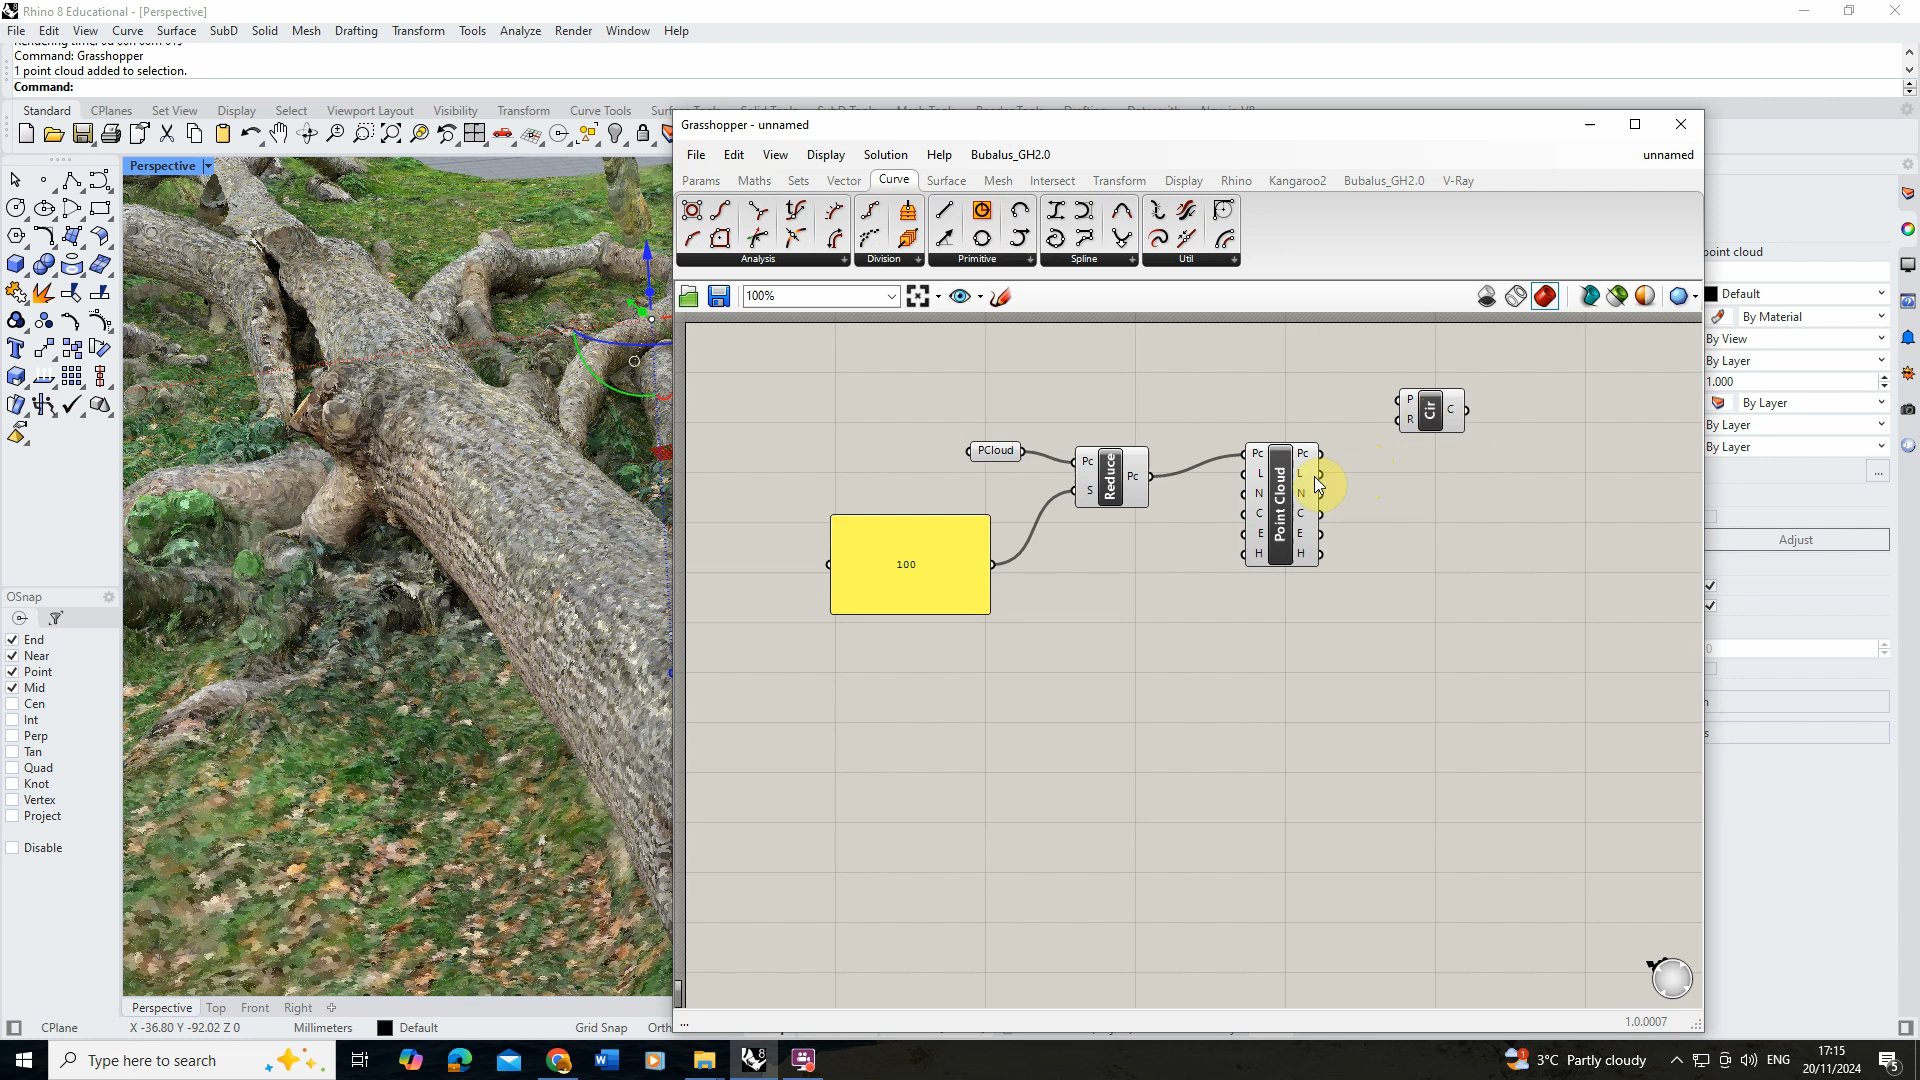 Rhino 8 Educational - [Perspective]
File Edit View Curve Surface SubD Solid Mesh Drafting Transform Tools Analyze Render Window Help
Command: Grasshopper
1 point cloud added to selection.
Command:
Standard CPlanes Set View Display Select Viewport Layout Visibility Transform Curve Tools
Grasshopper - unnamed
File Edit View Display Solution Help Bubalus_GH2.0 unnamed
Params Maths Sets Vector Curve Surface Mesh Intersect Transform Display Rhino Kangaroo2 Bubalus_GH2.0 V-Ray
Analysis Division Primitive Spline Util
100%
Perspective
PCloud
Pc
S
Reduce
Pc
100
Pc
L
N
C
E
H
Point Cloud
Pc
L
N
C
E
H
P
R
Cir
C
point cloud
Default
By Material
By View
By Layer
1.000
By Layer
By Layer
By Layer
...
Adjust
OSnap
End
Near
Point
Mid
Cen
Int
Perp
Tan
Quad
Knot
Vertex
Project
Disable
Perspective Top Front Right
...
1.0.0007
CPlane X -36.80 Y -92.02 Z 0 Millimeters Default Grid Snap Orth
Type here to search
3°C Partly cloudy
ENG
17:15
20/11/2024
5